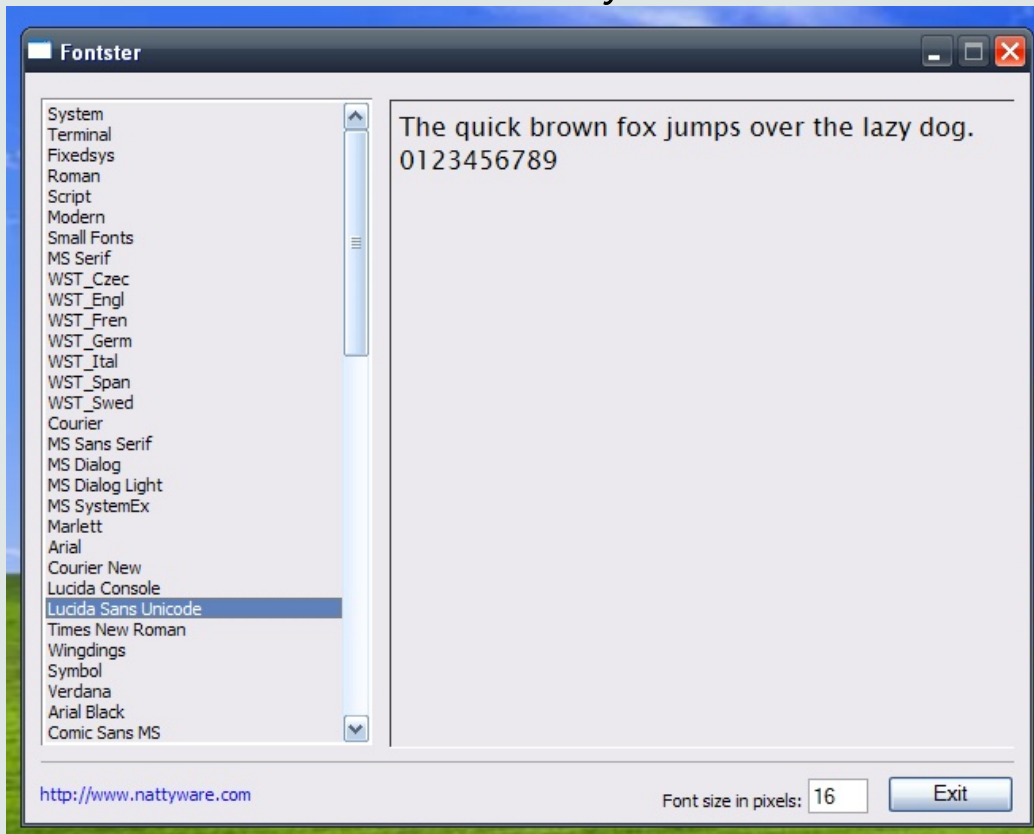 Fontster
System
Terminal
Fixedsys
Roman
Script
Modern
Small Fonts
MS Serif
WST_Czec
WST_Engl
WST_Fren
WST_Germ
WST_Ital
WST_Span
WST_Swed
Courier
MS Sans Serif
MS Dialog
MS Dialog Light
MS SystemEx
Marlett
Arial
Courier New
Lucida Console
Lucida Sans Unicode
Times New Roman
Wingdings
Symbol
Verdana
Arial Black
Comic Sans MS
The quick brown fox jumps over the lazy dog.
0123456789
http://www.nattyware.com
Font size in pixels: 16
Exit